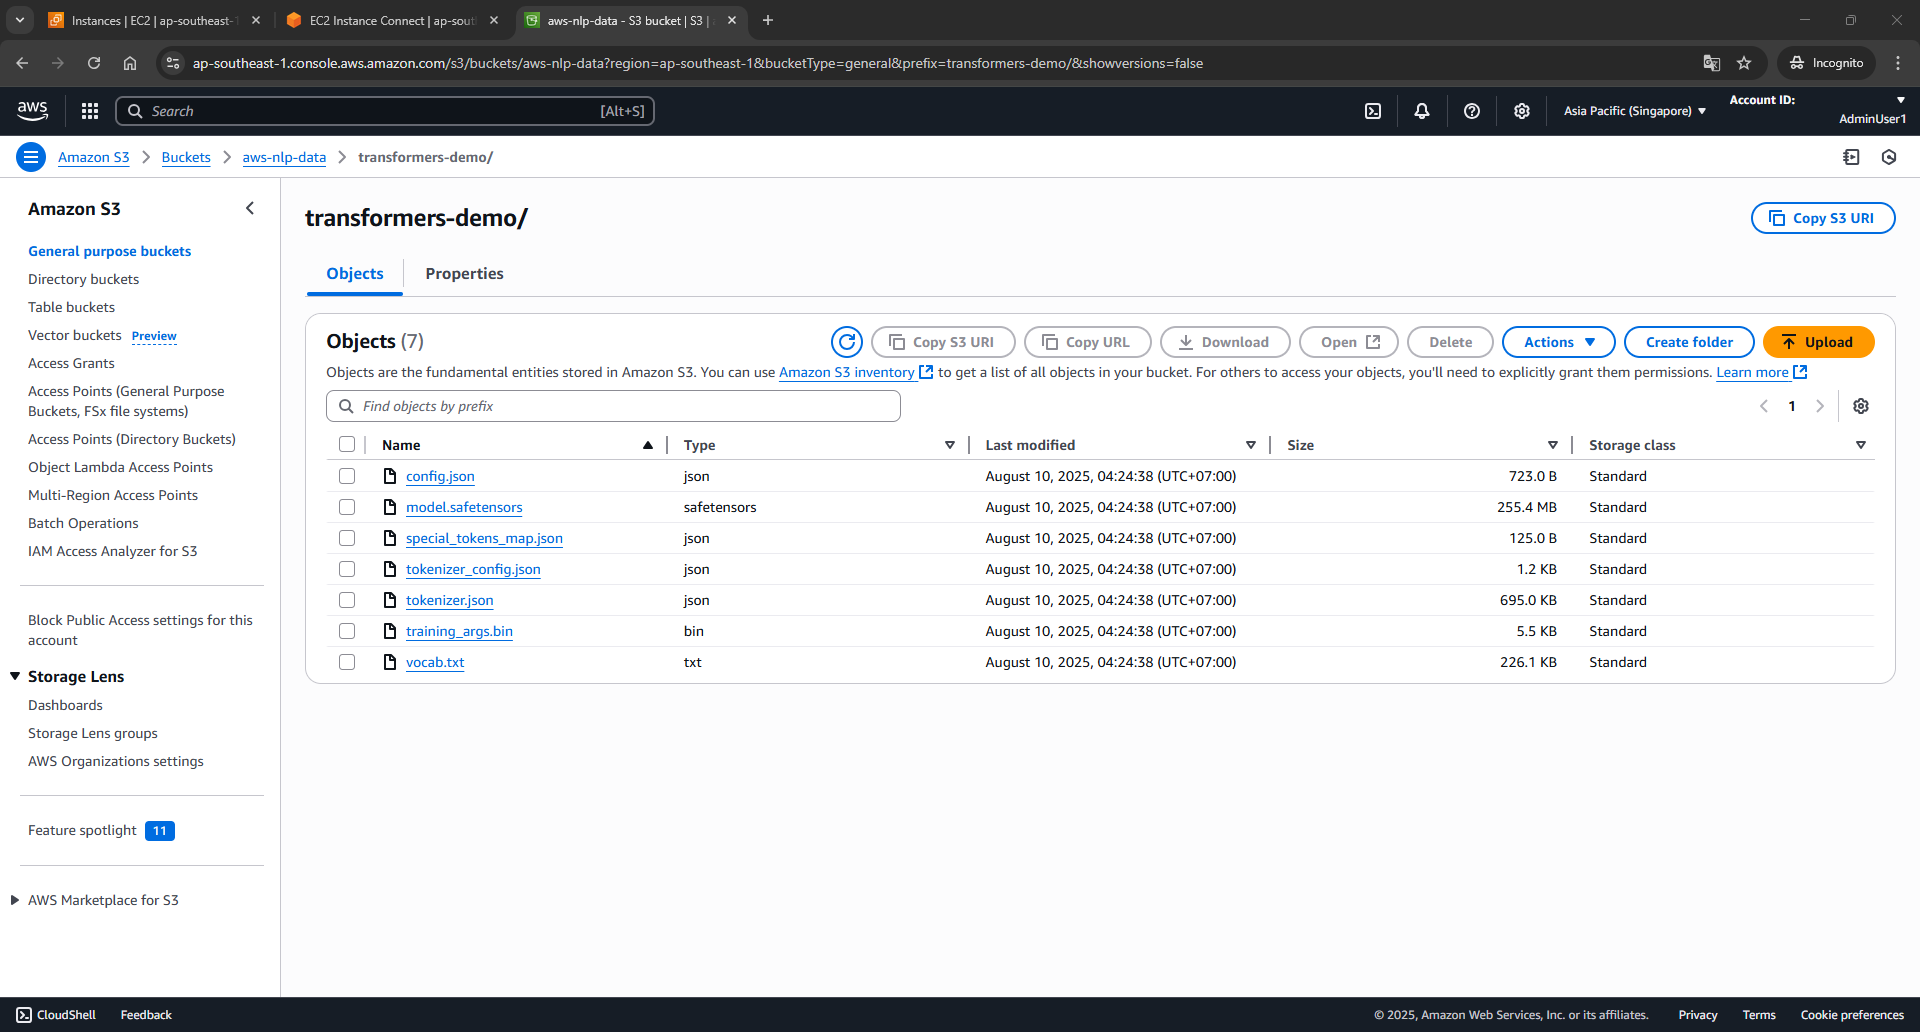 Instances | EC2 | ap-southeast-1
EC2 Instance Connect | ap-sout
aws-nlp-data - S3 bucket | S3 |
ap-southeast-1.console.aws.amazon.com/s3/buckets/aws-nlp-data?region=ap-southeast-1&bucketType=general&prefix=transformers-demo/&showversions=false
Incognito
aws
Search
[Alt+S]
Asia Pacific (Singapore)
Account ID:
AdminUser1
Amazon S3 > Buckets > aws-nlp-data > transformers-demo/
Amazon S3
General purpose buckets
Directory buckets
Table buckets
Vector buckets Preview
Access Grants
Access Points (General Purpose
Buckets, FSx file systems)
Access Points (Directory Buckets)
Object Lambda Access Points
Multi-Region Access Points
Batch Operations
IAM Access Analyzer for S3
Block Public Access settings for this
account
Storage Lens
Dashboards
Storage Lens groups
AWS Organizations settings
Feature spotlight 11
AWS Marketplace for S3
transformers-demo/
Copy S3 URI
Objects
Properties
Objects (7)
Copy S3 URI
Copy URL
Download
Open
Delete
Actions
Create folder
Upload
Objects are the fundamental entities stored in Amazon S3. You can use Amazon S3 inventory to get a list of all objects in your bucket. For others to access your objects, you'll need to explicitly grant them permissions. Learn more
Find objects by prefix
1
Name Type Last modified Size Storage class
config.json json August 10, 2025, 04:24:38 (UTC+07:00) 723.0 B Standard
model.safetensors safetensors August 10, 2025, 04:24:38 (UTC+07:00) 255.4 MB Standard
special_tokens_map.json json August 10, 2025, 04:24:38 (UTC+07:00) 125.0 B Standard
tokenizer_config.json json August 10, 2025, 04:24:38 (UTC+07:00) 1.2 KB Standard
tokenizer.json json August 10, 2025, 04:24:38 (UTC+07:00) 695.0 KB Standard
training_args.bin bin August 10, 2025, 04:24:38 (UTC+07:00) 5.5 KB Standard
vocab.txt txt August 10, 2025, 04:24:38 (UTC+07:00) 226.1 KB Standard
CloudShell
Feedback
© 2025, Amazon Web Services, Inc. or its affiliates.
Privacy
Terms
Cookie preferences